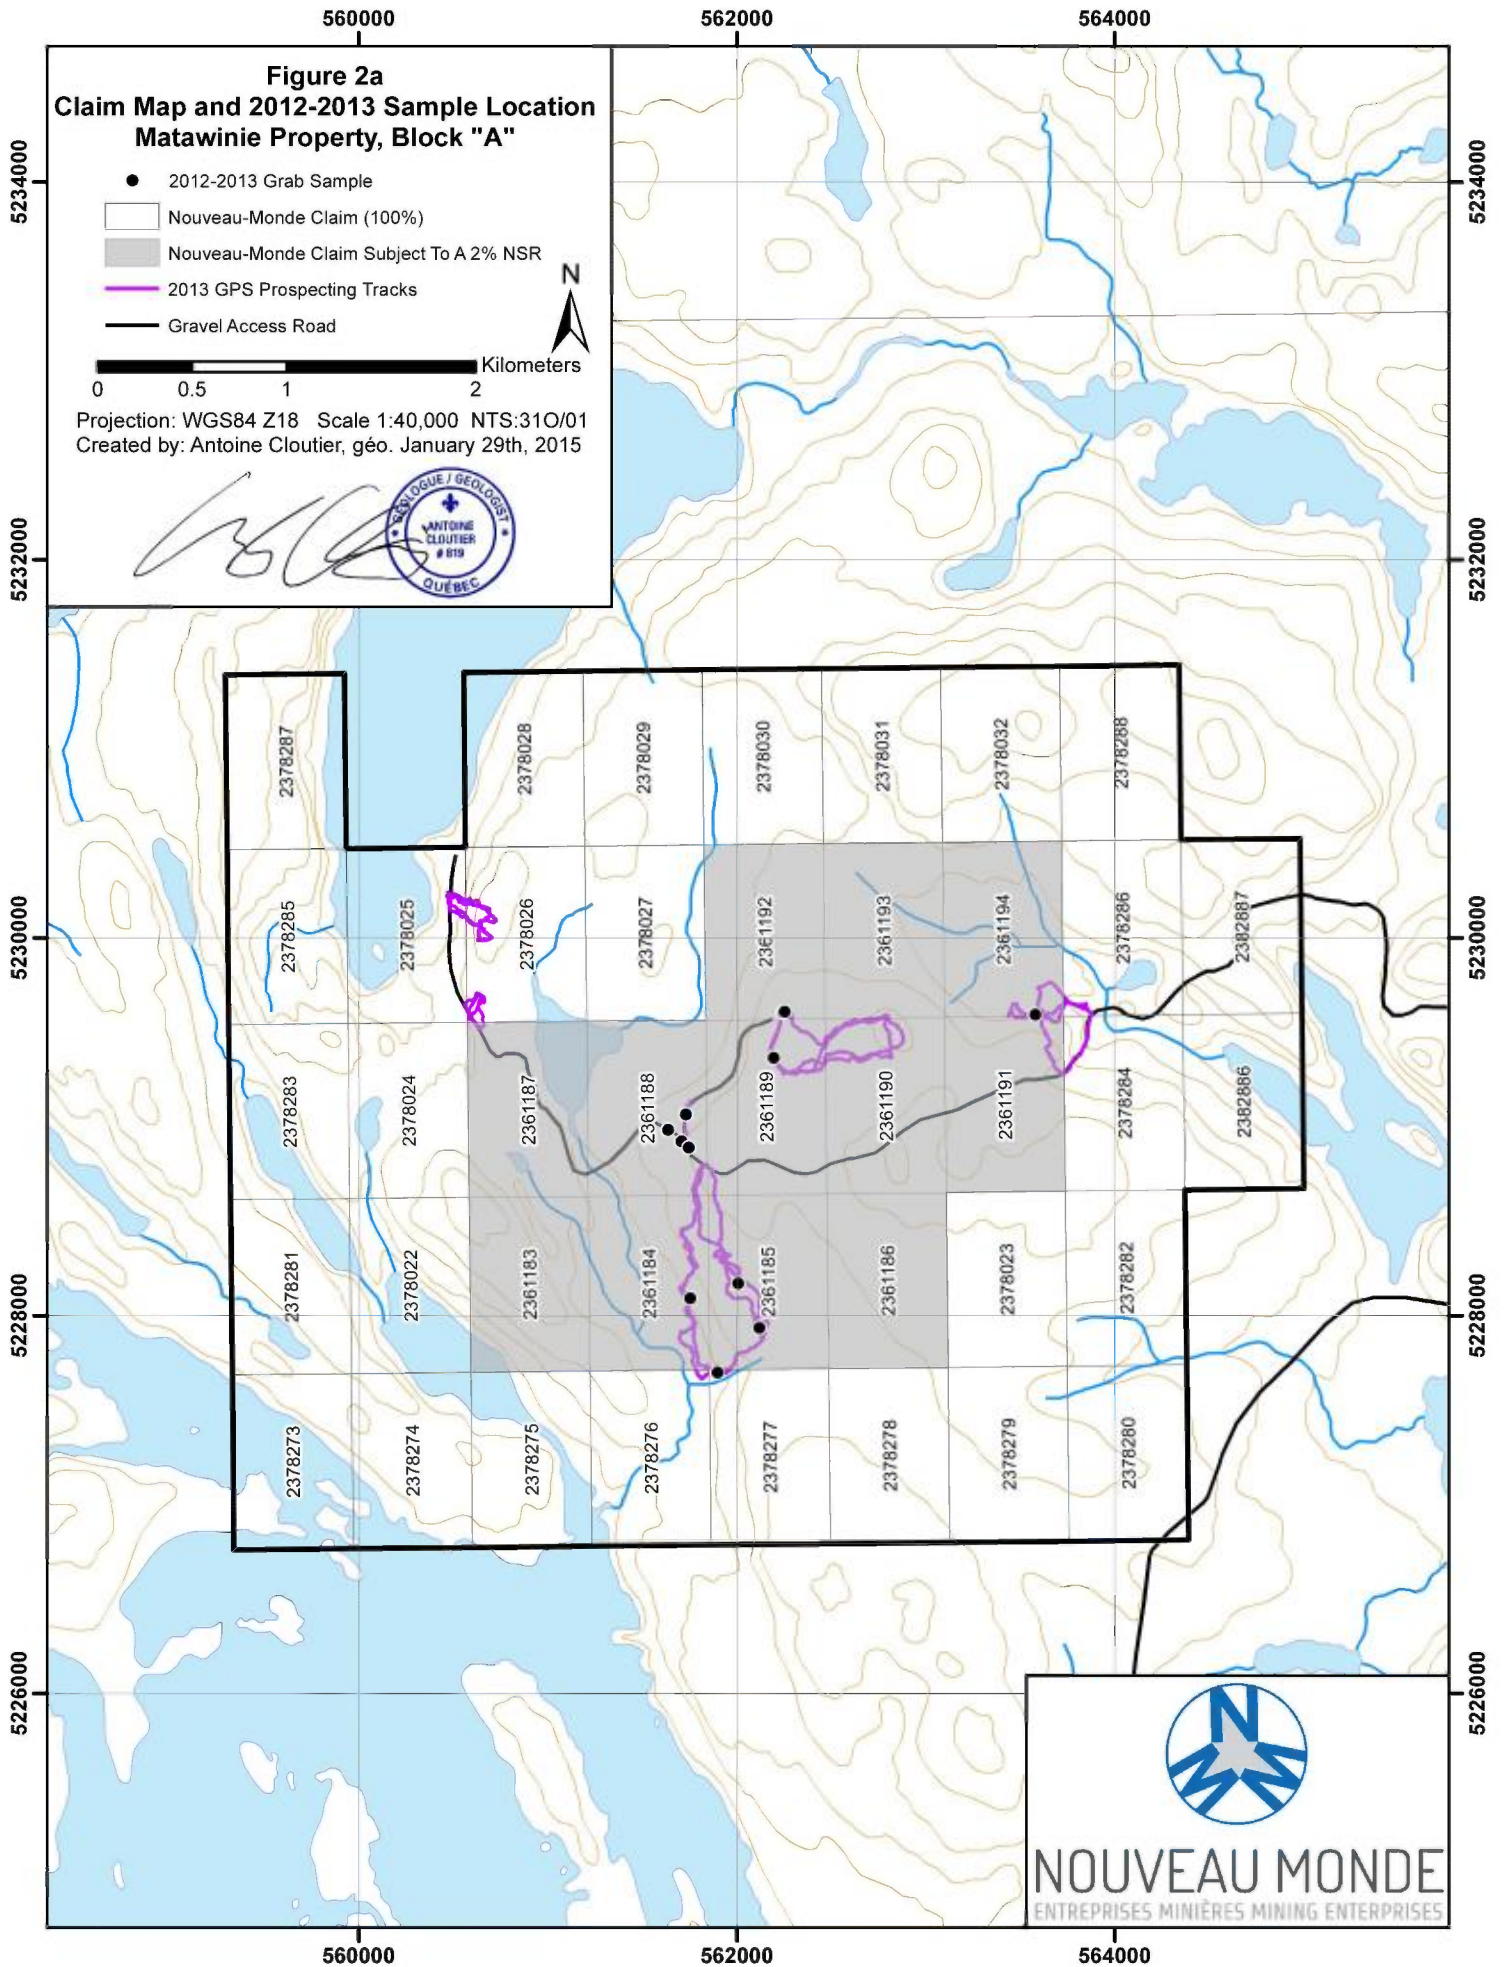 560000
562000
564000
Figure 2a
Claim Map and 2012-2013 Sample Location
Matawinie Property, Block "A"
2012-2013 Grab Sample
Nouveau-Monde Claim (100%)
Nouveau-Monde Claim Subject To A 2% NSR
2013 GPS Prospecting Tracks
Gravel Access Road
N
Kilometers
0 0.5 1 2
Projection: WGS84 Z18 Scale 1:40,000 NTS:31O/01
Created by: Antoine Cloutier, géo. January 29th, 2015
GÉOLOGUE / GEOLOGIST
ANTOINE
CLOUTIER
# 819
QUÉBEC
5234000
5234000
5232000
5232000
2378287
2378028
2378029
2378030
2378031
2378032
2378288
5230000
2378285
2378025
2378026
2378027
2361192
2361193
2361194
2378286
2382887
5230000
2378283
2378024
2361187
2361188
2361189
2361190
2361191
2378284
2382886
5228000
2378281
2378022
2361183
2361184
2361185
2361186
2378023
2378282
5228000
2378273
2378274
2378275
2378276
2378277
2378278
2378279
2378280
5226000
5226000
N
M
M
NOUVEAU MONDE
ENTREPRISES MINIÈRES MINING ENTERPRISES
560000
562000
564000